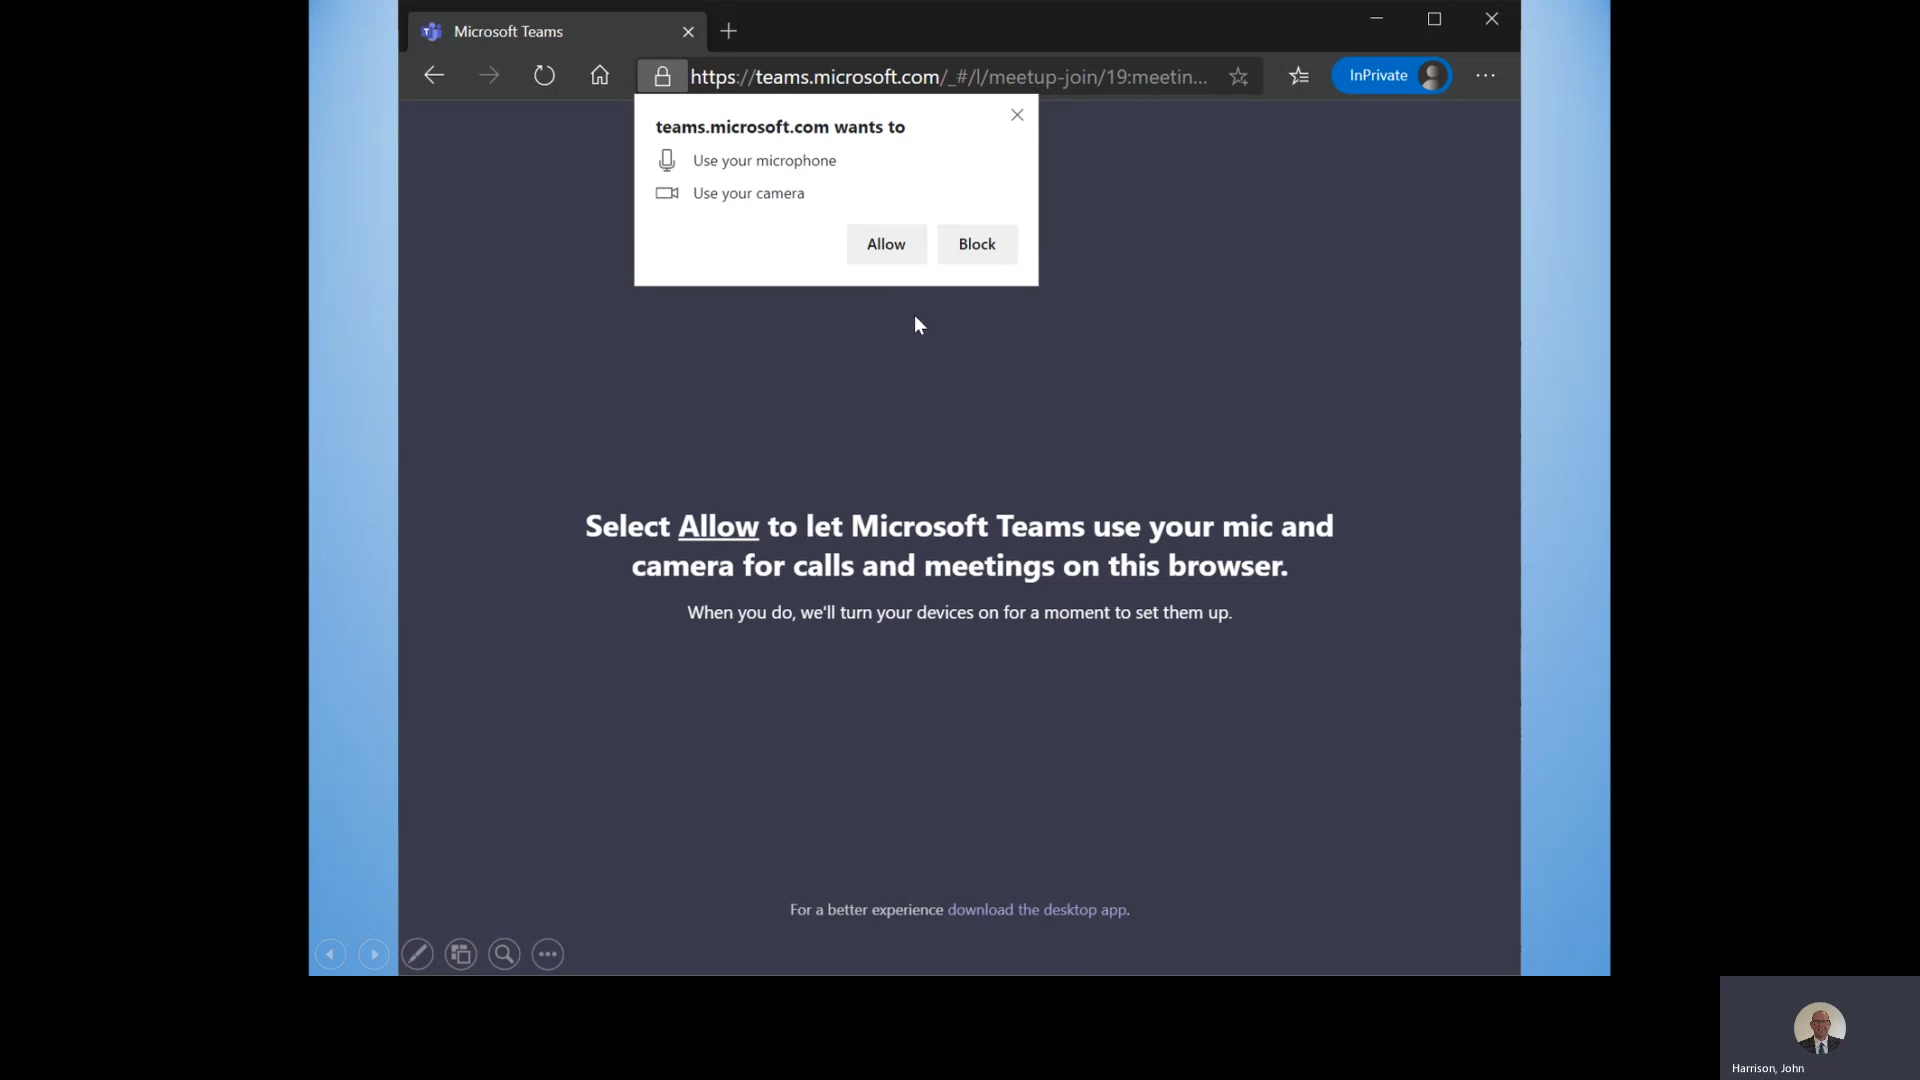 Microsoft Teams
https://teams.microsoft.com/_#/l/meetup-join/19:meetin...
InPrivate
teams.microsoft.com wants to
Use your microphone
Use your camera
Allow
Block
Select Allow to let Microsoft Teams use your mic and
camera for calls and meetings on this browser.
When you do, we'll turn your devices on for a moment to set them up.
For a better experience download the desktop app.
Harrison, John